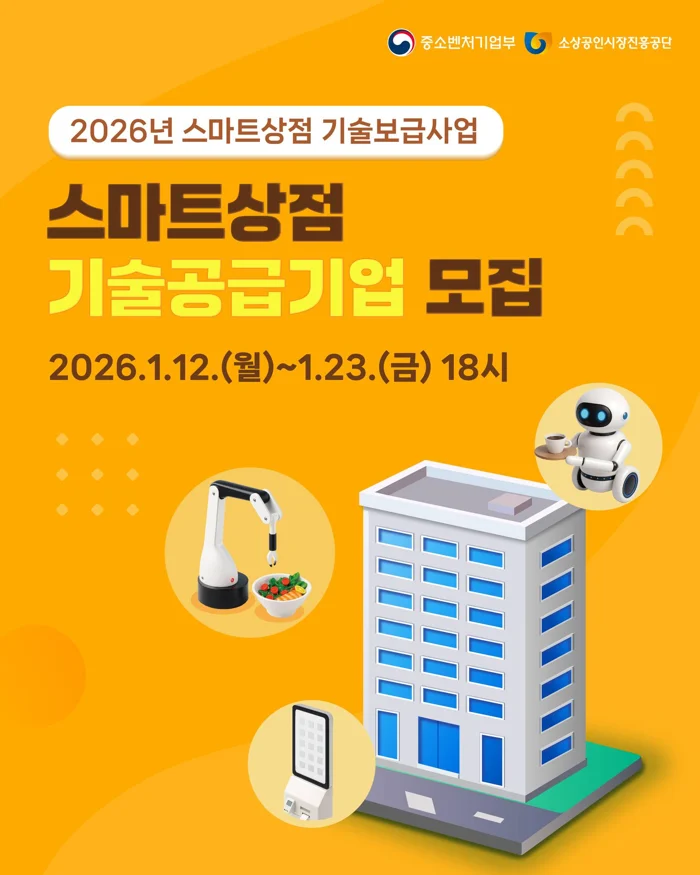 중소벤처기업부 소상공인시장진흥공단
2026년 스마트상점 기술보급사업
스마트상점
기술공급기업 모집
2026.1.12.(월)~1.23.(금) 18시